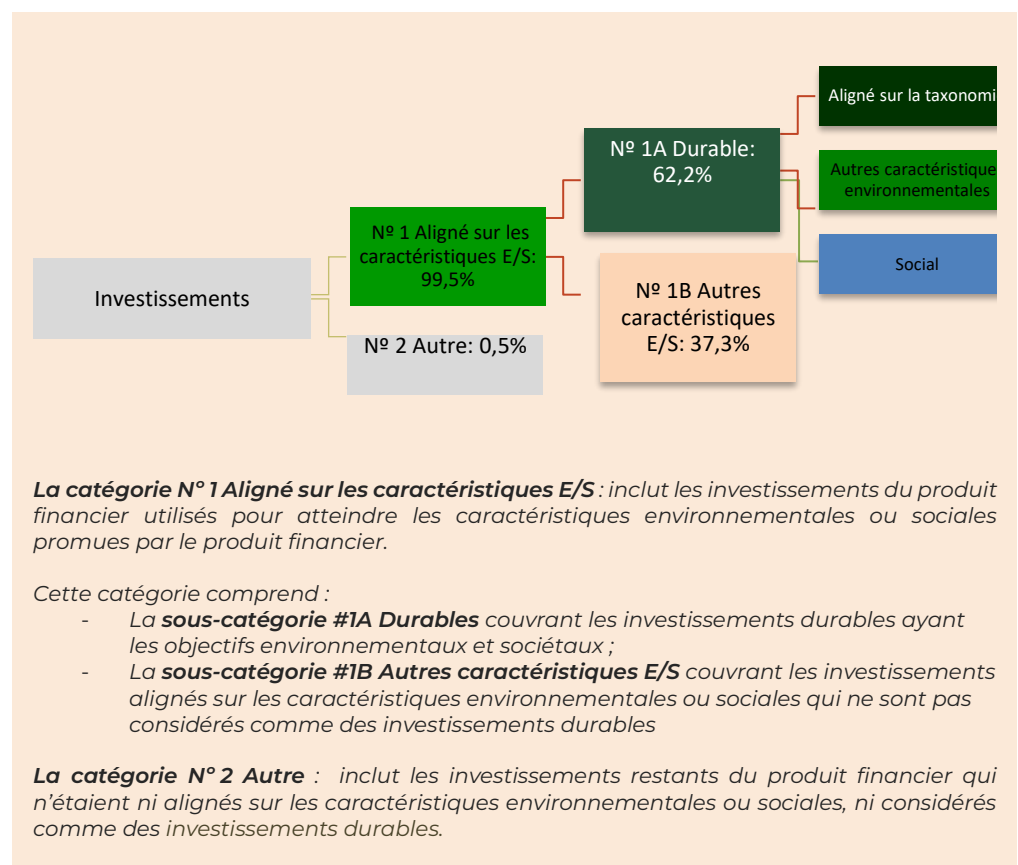 Aligné sur la taxonomi
Nº 1A Durable:
62,2%
Autres caractéristique
environnementales
Nº 1 Aligné sur les
caractéristiques E/S:
99,5%
Social
Investissements
Nº 1B Autres
caractéristiques
E/S: 37,3%
Nº 2 Autre: 0,5%
La catégorie N° 1 Aligné sur les caractéristiques E/S : inclut les investissements du produit
financier utilisés pour atteindre les caractéristiques environnementales ou sociales
promues par le produit financier.
Cette catégorie comprend :
- La sous-catégorie #1A Durables couvrant les investissements durables ayant
les objectifs environnementaux et sociétaux ;
- La sous-catégorie #1B Autres caractéristiques E/S couvrant les investissements
alignés sur les caractéristiques environnementales ou sociales qui ne sont pas
considérés comme des investissements durables
La catégorie N° 2 Autre : inclut les investissements restants du produit financier qui
n’étaient ni alignés sur les caractéristiques environnementales ou sociales, ni considérés
comme des investissements durables.